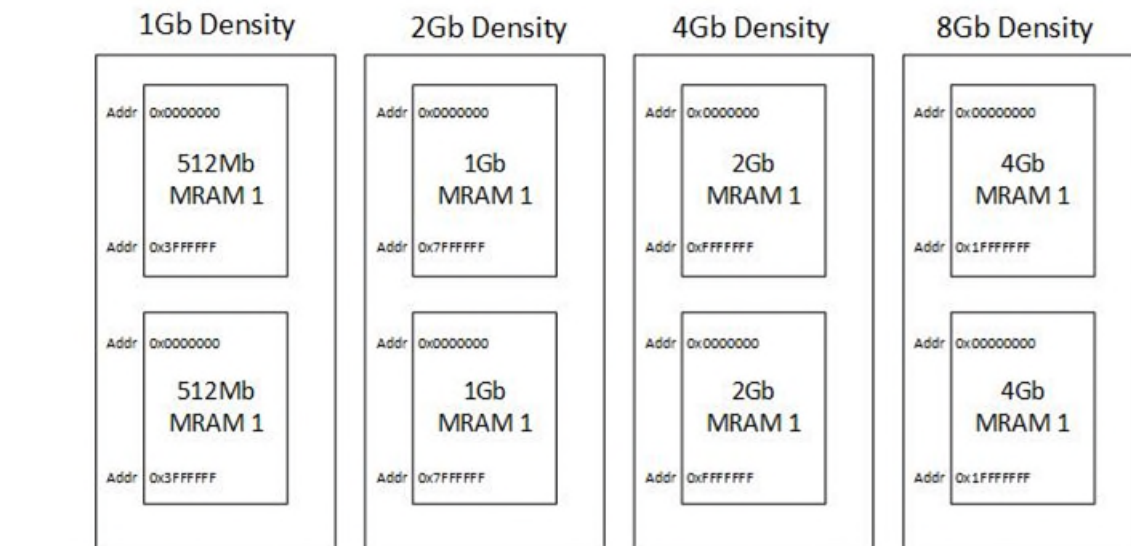 1Gb Density
2Gb Density
4Gb Density
8Gb Density
Addr 0x0000000
512Mb
MRAM 1
Addr 0x3FFFFFF
Addr 0x0000000
1Gb
MRAM 1
Addr 0x7FFFFFF
Addr 0x0000000
2Gb
MRAM 1
Addr 0xFFFFFFF
Addr 0x00000000
4Gb
MRAM 1
Addr 0x1FFFFFFF
Addr 0x0000000
512Mb
MRAM 1
Addr 0x3FFFFFF
Addr 0x0000000
1Gb
MRAM 1
Addr 0x7FFFFFF
Addr 0x0000000
2Gb
MRAM 1
Addr 0xFFFFFFF
Addr 0x00000000
4Gb
MRAM 1
Addr 0x1FFFFFFF